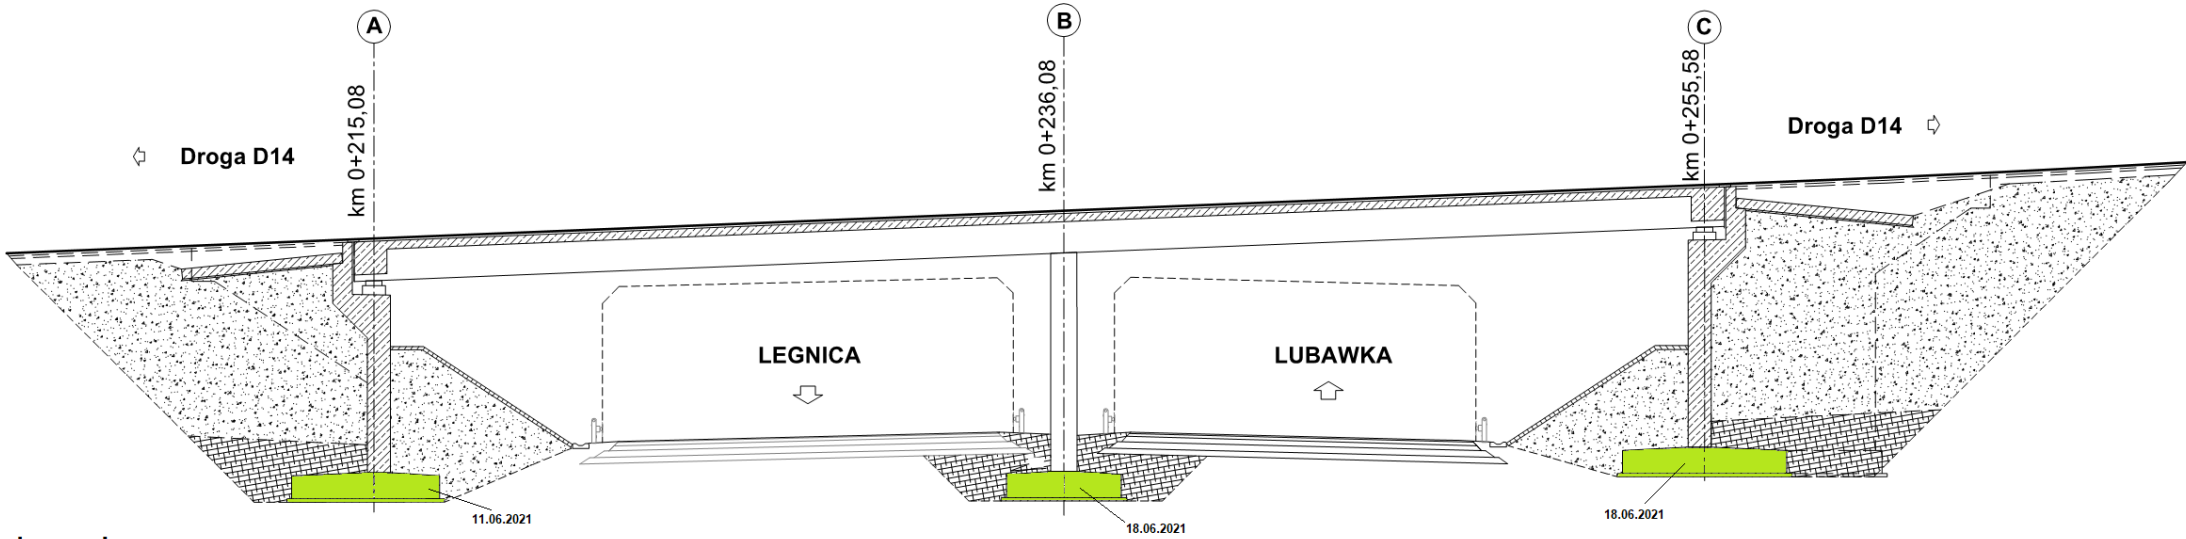 A
B
C
km 0+215,08
km 0+236,08
km 0+255,58
Droga D14
Droga D14
LEGNICA
LUBAWKA
11.06.2021
18.06.2021
18.06.2021